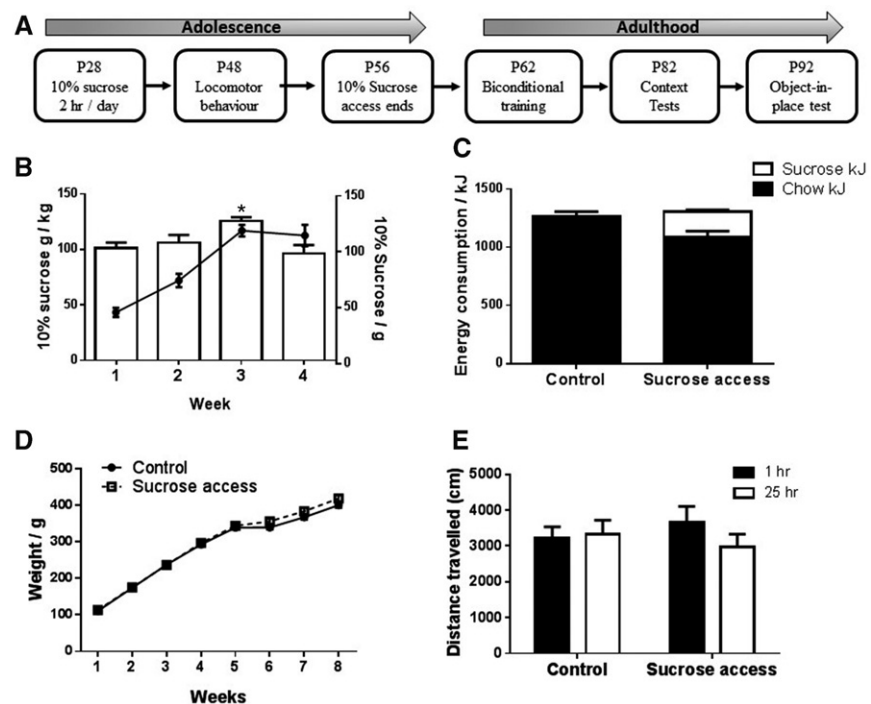 A
Adolescence
Adulthood
P28
10% sucrose
2 hr / day
P48
Locomotor
behaviour
P56
10% Sucrose
access ends
P62
Biconditional
training
P82
Context
Tests
P92
Object-in-
place test
B
10% sucrose g / kg
150
100
50
0
*
150
100
50
0
10% Sucrose / g
1 2 3 4
Week
C
Sucrose kJ
Chow kJ
Energy consumption / kJ
1500
1000
500
0
Control Sucrose access
D
Control
Sucrose access
Weight / g
500
400
300
200
100
0
1 2 3 4 5 6 7 8
Weeks
E
1 hr
25 hr
Distance travelled (cm)
5000
4000
3000
2000
1000
0
Control Sucrose access